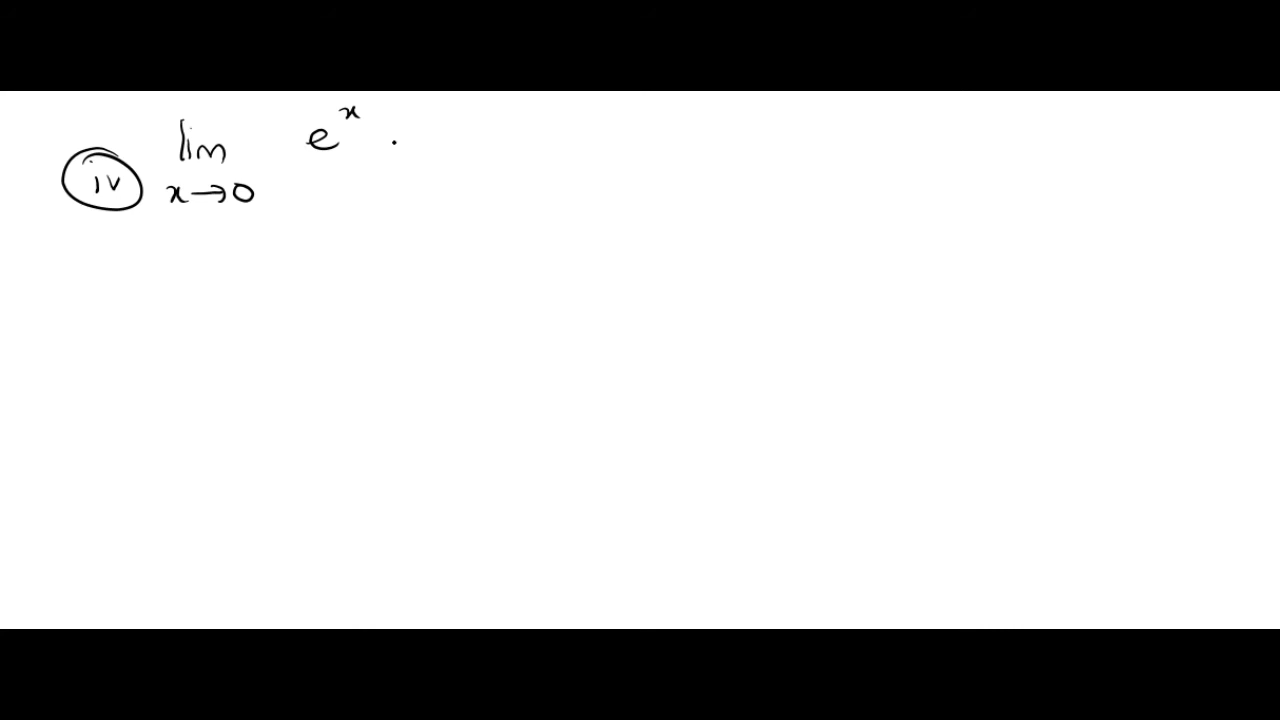 (iv) lim x→0 e^x .